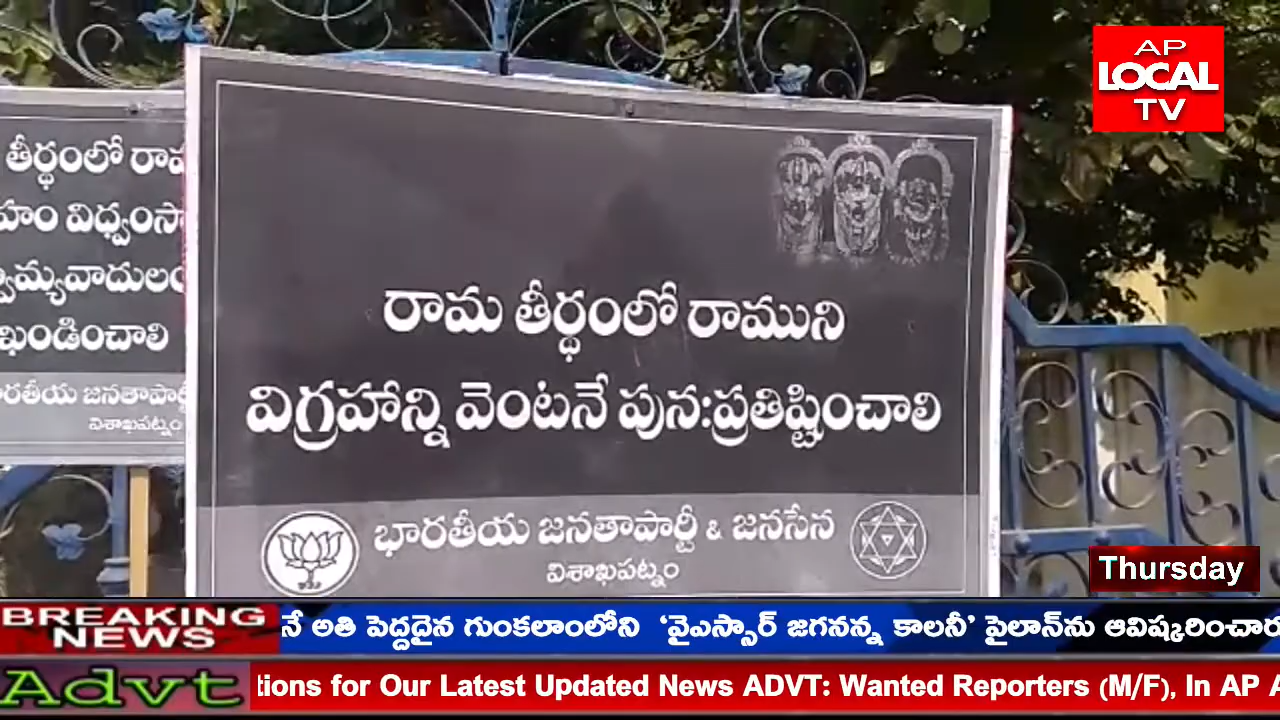 AP
LOCAL
TV
తీర్థంలో రామ
హం విధ్వంసా
స్వామ్యవాదులం
ఖండించాలి
రతీయ జనతాపార్టీ
విశాఖపట్నం
రామ తీర్థంలో రాముని
విగ్రహాన్ని వెంటనే పున:ప్రతిష్టించాలి
భారతీయ జనతాపార్టీ & జనసేన
విశాఖపట్నం
Thursday
BREAKING
NEWS
నే అతి పెద్దదైన గుంకలాంలోని ‘వైఎస్సార్ జగనన్న కాలనీ’ పైలాన్‌ను ఆవిష్కరించారు
Advt
tions for Our Latest Updated News ADVT: Wanted Reporters (M/F), In AP A